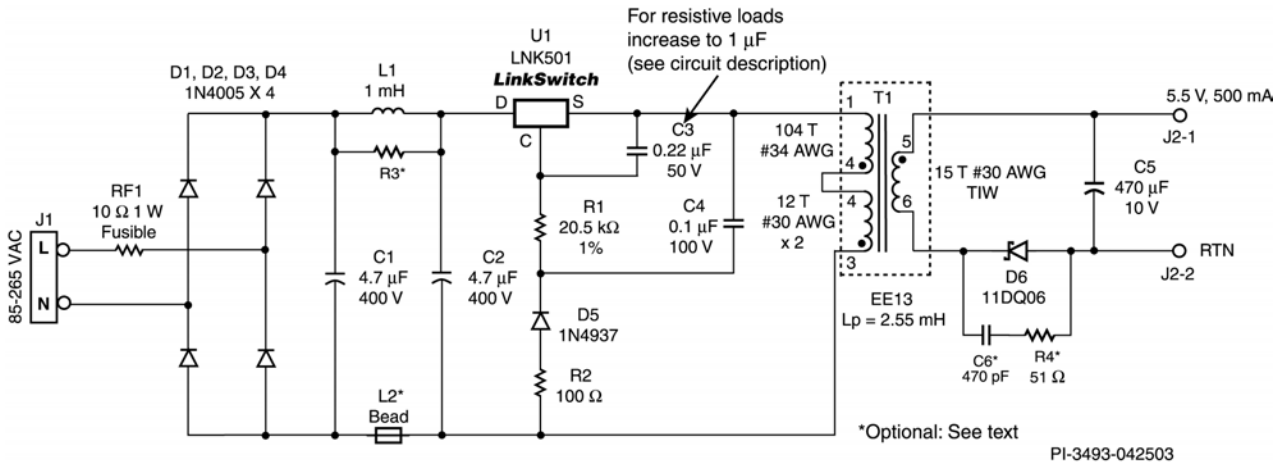 For resistive loads
increase to 1 μF
(see circuit description)
U1
LNK501
LinkSwitch
D1, D2, D3, D4
1N4005 X 4
L1
1 mH
D
S
C
R3*
C3
0.22 μF
50 V
1
T1
104 T
#34 AWG
4
4
12 T
#30 AWG
x 2
3
5
15 T #30 AWG
TIW
6
5.5 V, 500 mA
J2-1
C5
470 μF
10 V
RTN
J2-2
RF1
10 Ω 1 W
Fusible
J1
L
N
85-265 VAC
C1
4.7 μF
400 V
C2
4.7 μF
400 V
R1
20.5 kΩ
1%
C4
0.1 μF
100 V
D5
1N4937
R2
100 Ω
L2*
Bead
EE13
Lp = 2.55 mH
D6
11DQ06
C6*
470 pF
R4*
51 Ω
*Optional: See text
PI-3493-042503